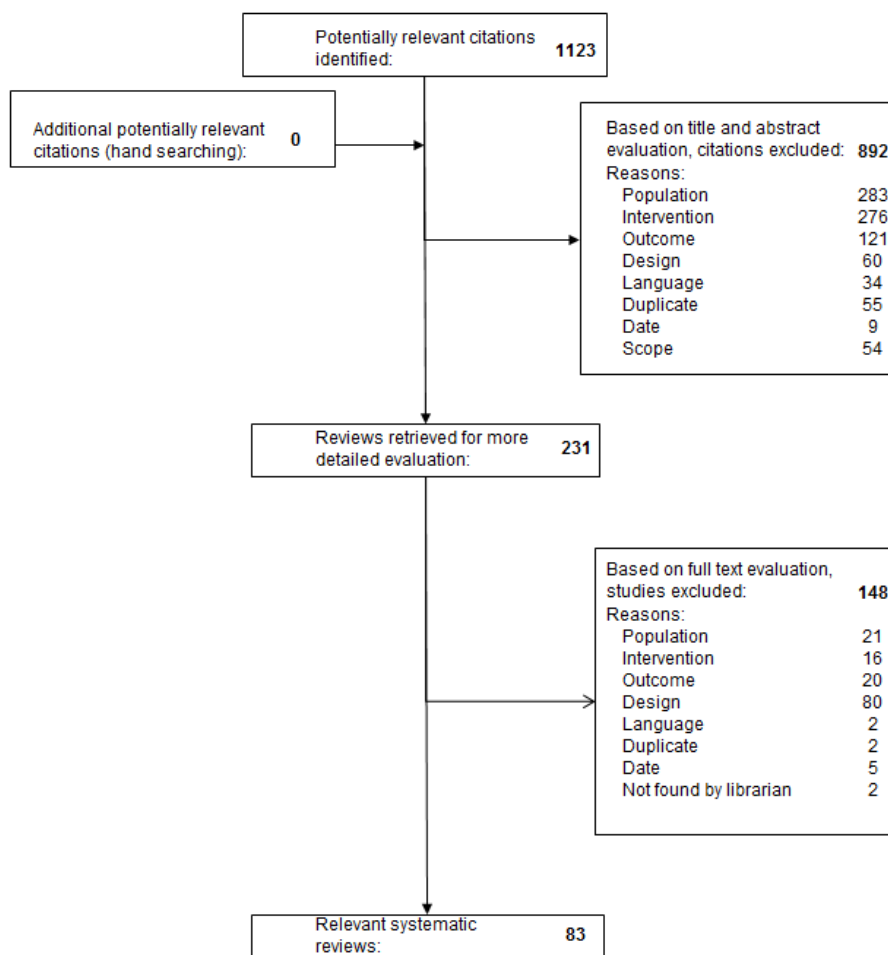 Potentially relevant citations
identified: 1123
Additional potentially relevant
citations (hand searching): 0
Based on title and abstract
evaluation, citations excluded: 892
Reasons:
Population 283
Intervention 276
Outcome 121
Design 60
Language 34
Duplicate 55
Date 9
Scope 54
Reviews retrieved for more
detailed evaluation: 231
Based on full text evaluation,
studies excluded: 148
Reasons:
Population 21
Intervention 16
Outcome 20
Design 80
Language 2
Duplicate 2
Date 5
Not found by librarian 2
Relevant systematic
reviews: 83